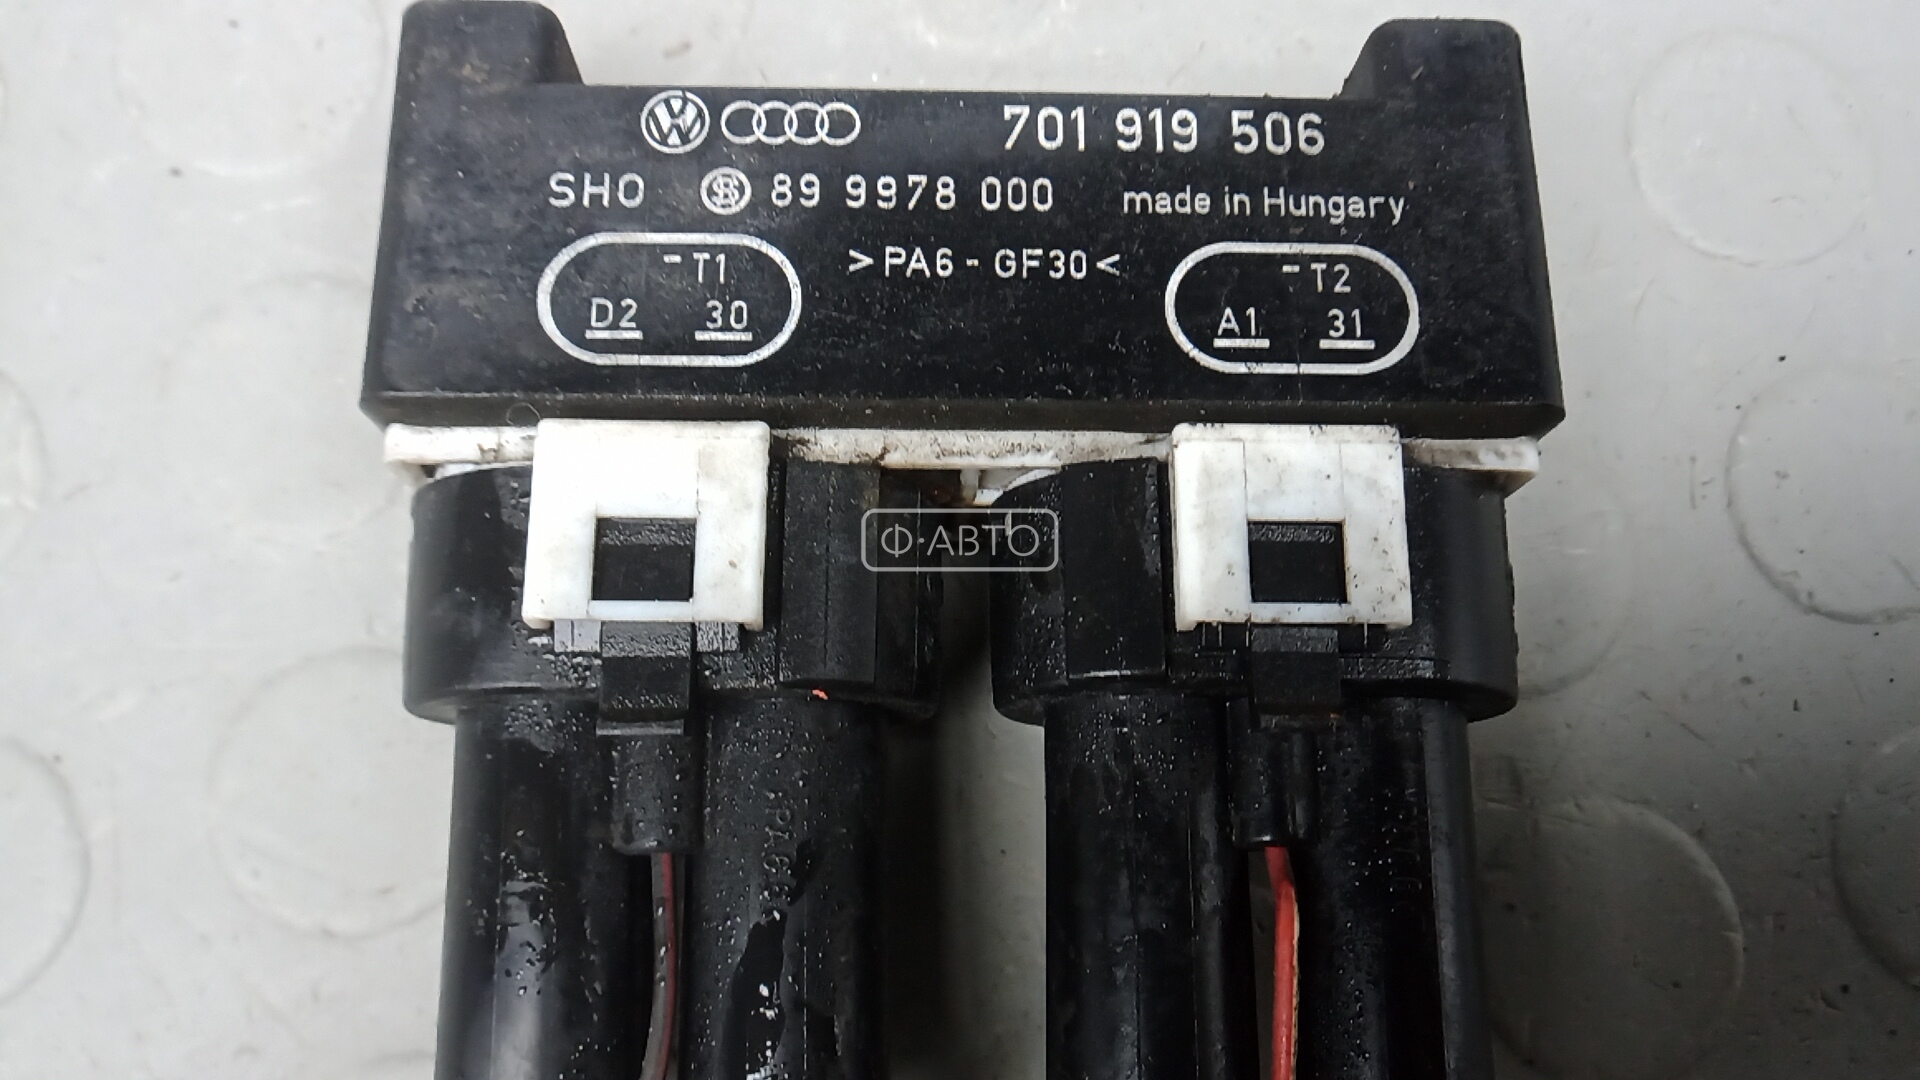 701 919 506
SHO 89 9978 000 made in Hungary
-T1 >PA6-GF30< -T2
D2 30 A1 31
Ф·АВТО